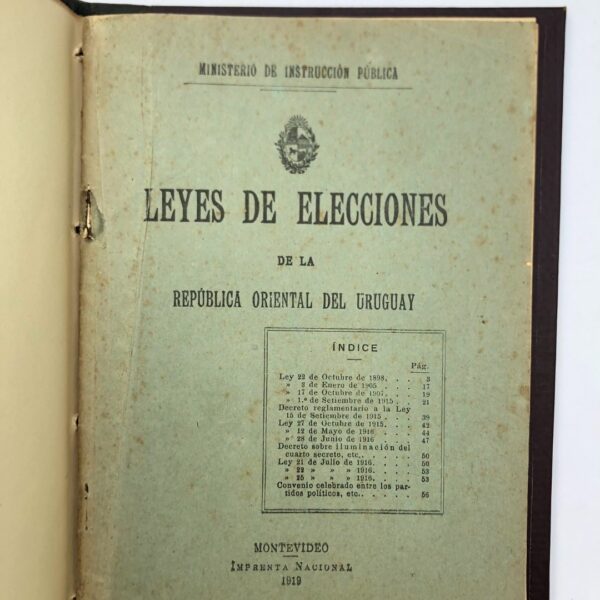 MINISTERIO DE INSTRUCCIÓN PÚBLICA
LEYES DE ELECCIONES
DE LA
REPÚBLICA ORIENTAL DEL URUGUAY
ÍNDICE
Pág.
Ley 22 de Octubre de 1898. . . 3
» 3 de Enero de 1905. . . . 17
» 17 de Octubre de 1907. . . 19
» 1.º de Setiembre de 1915 . . 21
Decreto reglamentario a la Ley
15 de Setiembre de 1915 . . . 39
Ley 27 de Octubre de 1915. . . 42
» 12 de Mayo de 1916 . . . 44
» 28 de Junio de 1916 . . . 47
Decreto sobre iluminación del
cuarto secreto, etc.. . . . . . 50
Ley 21 de Julio de 1916. . . . 50
» 22 » » » 1916. . . . 53
» 25 » » » 1916. . . . 53
Convenio celebrado entre los par-
tidos políticos, etc.. . . . . . 56
MONTEVIDEO
IMPRENTA NACIONAL
1919